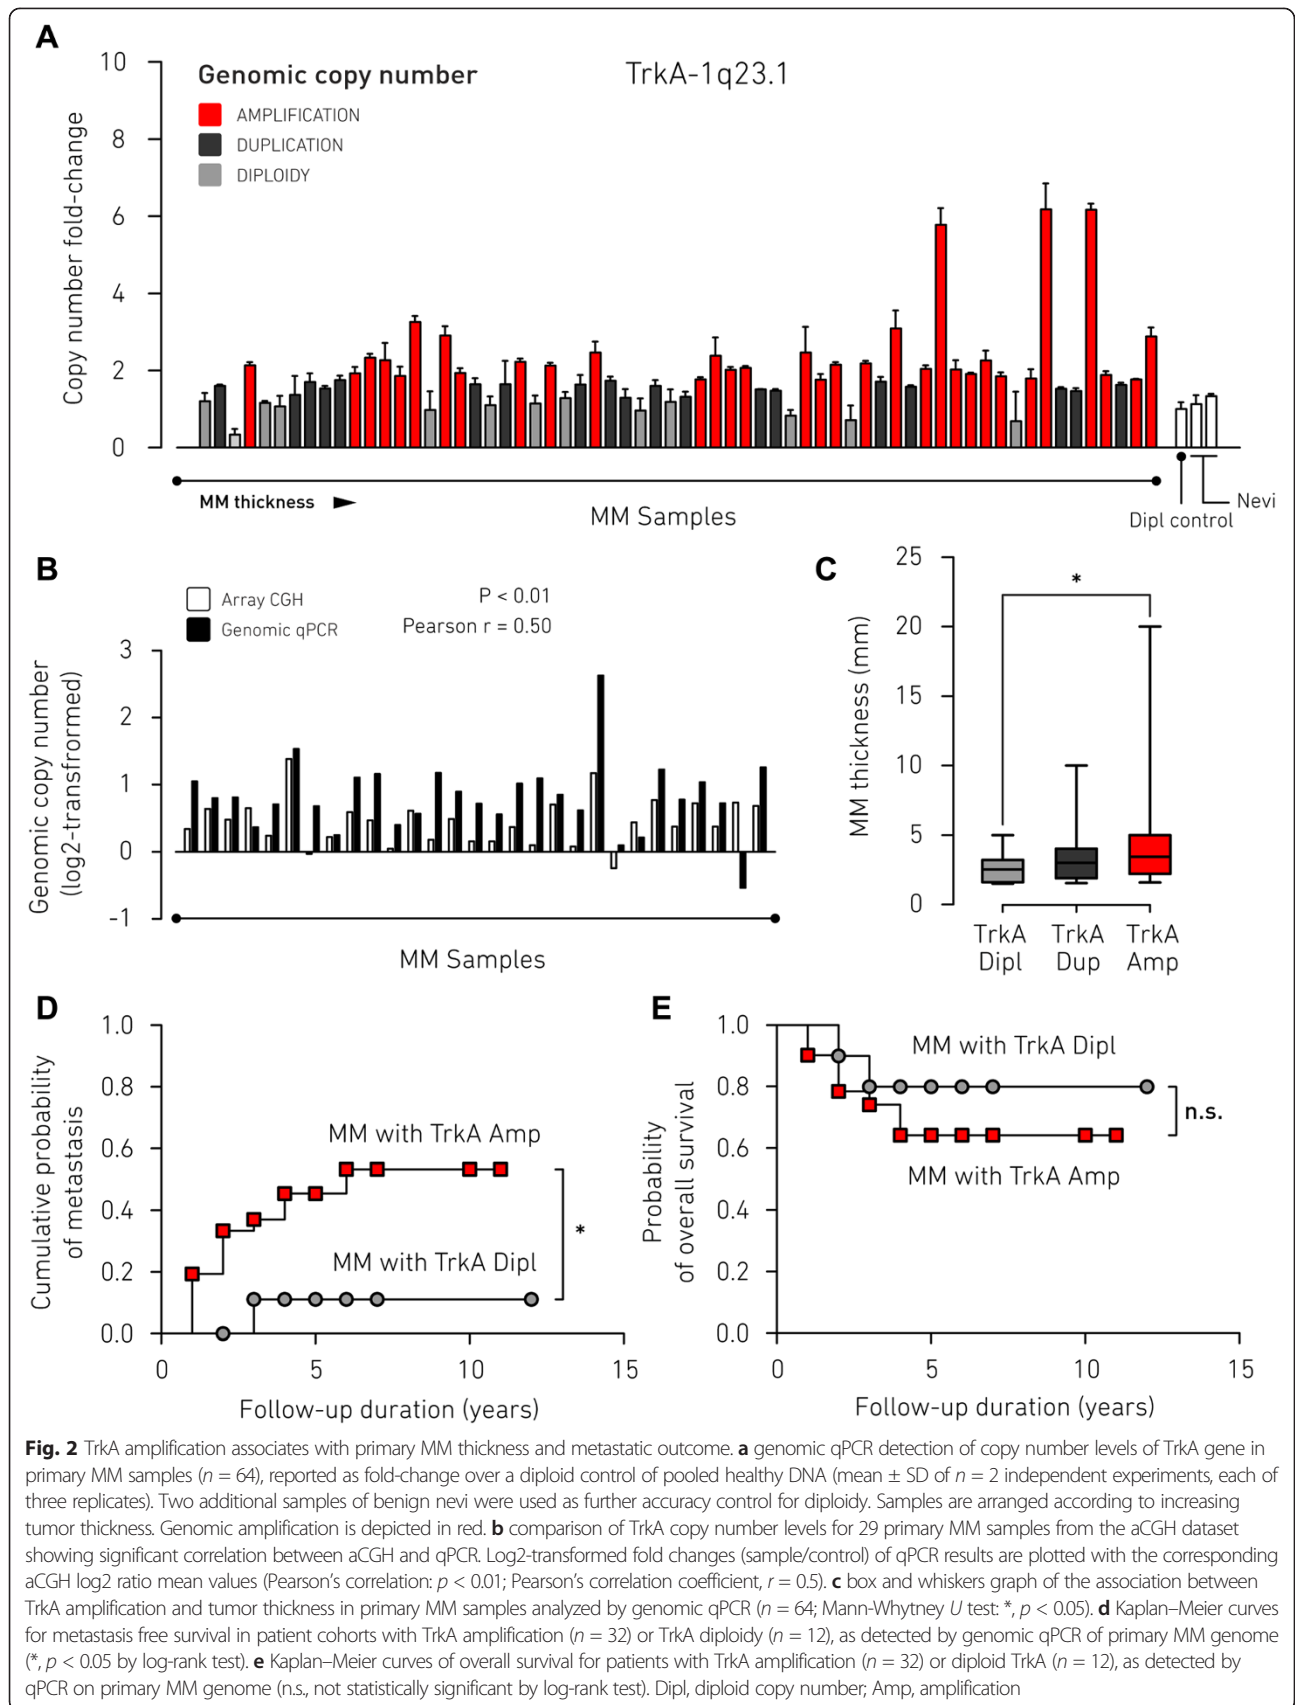 A
Genomic copy number
TrkA-1q23.1
AMPLIFICATION
DUPLICATION
DIPLOIDY
Copy number fold-change
10
8
6
4
2
0
MM thickness
MM Samples
Dipl control
Nevi
B
Array CGH
Genomic qPCR
P < 0.01
Pearson r = 0.50
Genomic copy number
(log2-transfrormed)
3
2
1
0
-1
MM Samples
C
MM thickness (mm)
25
20
15
10
5
0
*
TrkA Dipl
TrkA Dup
TrkA Amp
D
Cumulative probability
of metastasis
1.0
0.8
0.6
0.4
0.2
0.0
MM with TrkA Amp
MM with TrkA Dipl
*
0 5 10 15
Follow-up duration (years)
E
Probability
of overall survival
1.0
0.8
0.6
0.4
0.2
0.0
MM with TrkA Dipl
MM with TrkA Amp
n.s.
0 5 10 15
Follow-up duration (years)
Fig. 2 TrkA amplification associates with primary MM thickness and metastatic outcome. a genomic qPCR detection of copy number levels of TrkA gene in
primary MM samples (n = 64), reported as fold-change over a diploid control of pooled healthy DNA (mean ± SD of n = 2 independent experiments, each of
three replicates). Two additional samples of benign nevi were used as further accuracy control for diploidy. Samples are arranged according to increasing
tumor thickness. Genomic amplification is depicted in red. b comparison of TrkA copy number levels for 29 primary MM samples from the aCGH dataset
showing significant correlation between aCGH and qPCR. Log2-transformed fold changes (sample/control) of qPCR results are plotted with the corresponding
aCGH log2 ratio mean values (Pearson's correlation: p < 0.01; Pearson's correlation coefficient, r = 0.5). c box and whiskers graph of the association between
TrkA amplification and tumor thickness in primary MM samples analyzed by genomic qPCR (n = 64; Mann-Whytney U test: *, p < 0.05). d Kaplan–Meier curves
for metastasis free survival in patient cohorts with TrkA amplification (n = 32) or TrkA diploidy (n = 12), as detected by genomic qPCR of primary MM genome
(*, p < 0.05 by log-rank test). e Kaplan–Meier curves of overall survival for patients with TrkA amplification (n = 32) or diploid TrkA (n = 12), as detected by
qPCR on primary MM genome (n.s., not statistically significant by log-rank test). Dipl, diploid copy number; Amp, amplification